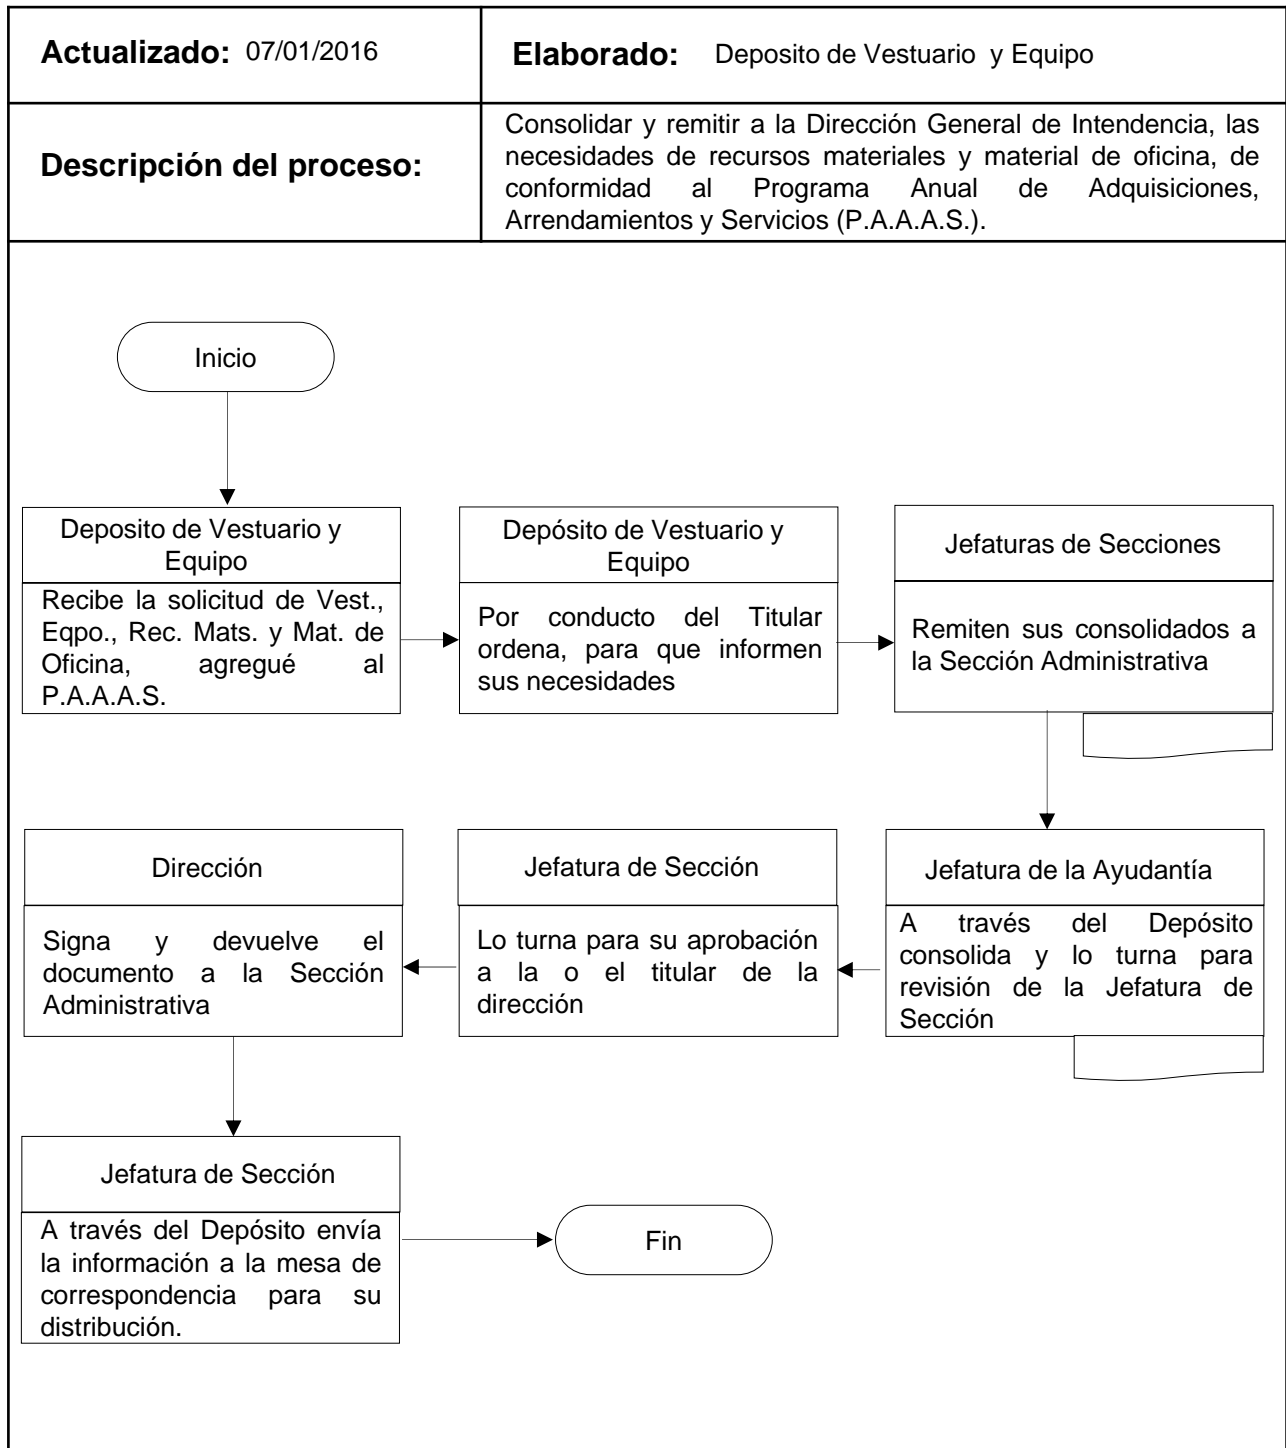 Actualizado: 07/01/2016
Elaborado: Deposito de Vestuario y Equipo
Descripción del proceso:
Consolidar y remitir a la Dirección General de Intendencia, las
necesidades de recursos materiales y material de oficina, de
conformidad al Programa Anual de Adquisiciones,
Arrendamientos y Servicios (P.A.A.A.S.).
Inicio
Deposito de Vestuario y
Equipo
Recibe la solicitud de Vest.,
Eqpo., Rec. Mats. y Mat. de
Oficina, agregué al
P.A.A.A.S.
Depósito de Vestuario y
Equipo
Por conducto del Titular
ordena, para que informen
sus necesidades
Jefaturas de Secciones
Remiten sus consolidados a
la Sección Administrativa
Jefatura de la Ayudantía
A través del Depósito
consolida y lo turna para
revisión de la Jefatura de
Sección
Jefatura de Sección
Lo turna para su aprobación
a la o el titular de la
dirección
Dirección
Signa y devuelve el
documento a la Sección
Administrativa
Jefatura de Sección
A través del Depósito envía
la información a la mesa de
correspondencia para su
distribución.
Fin